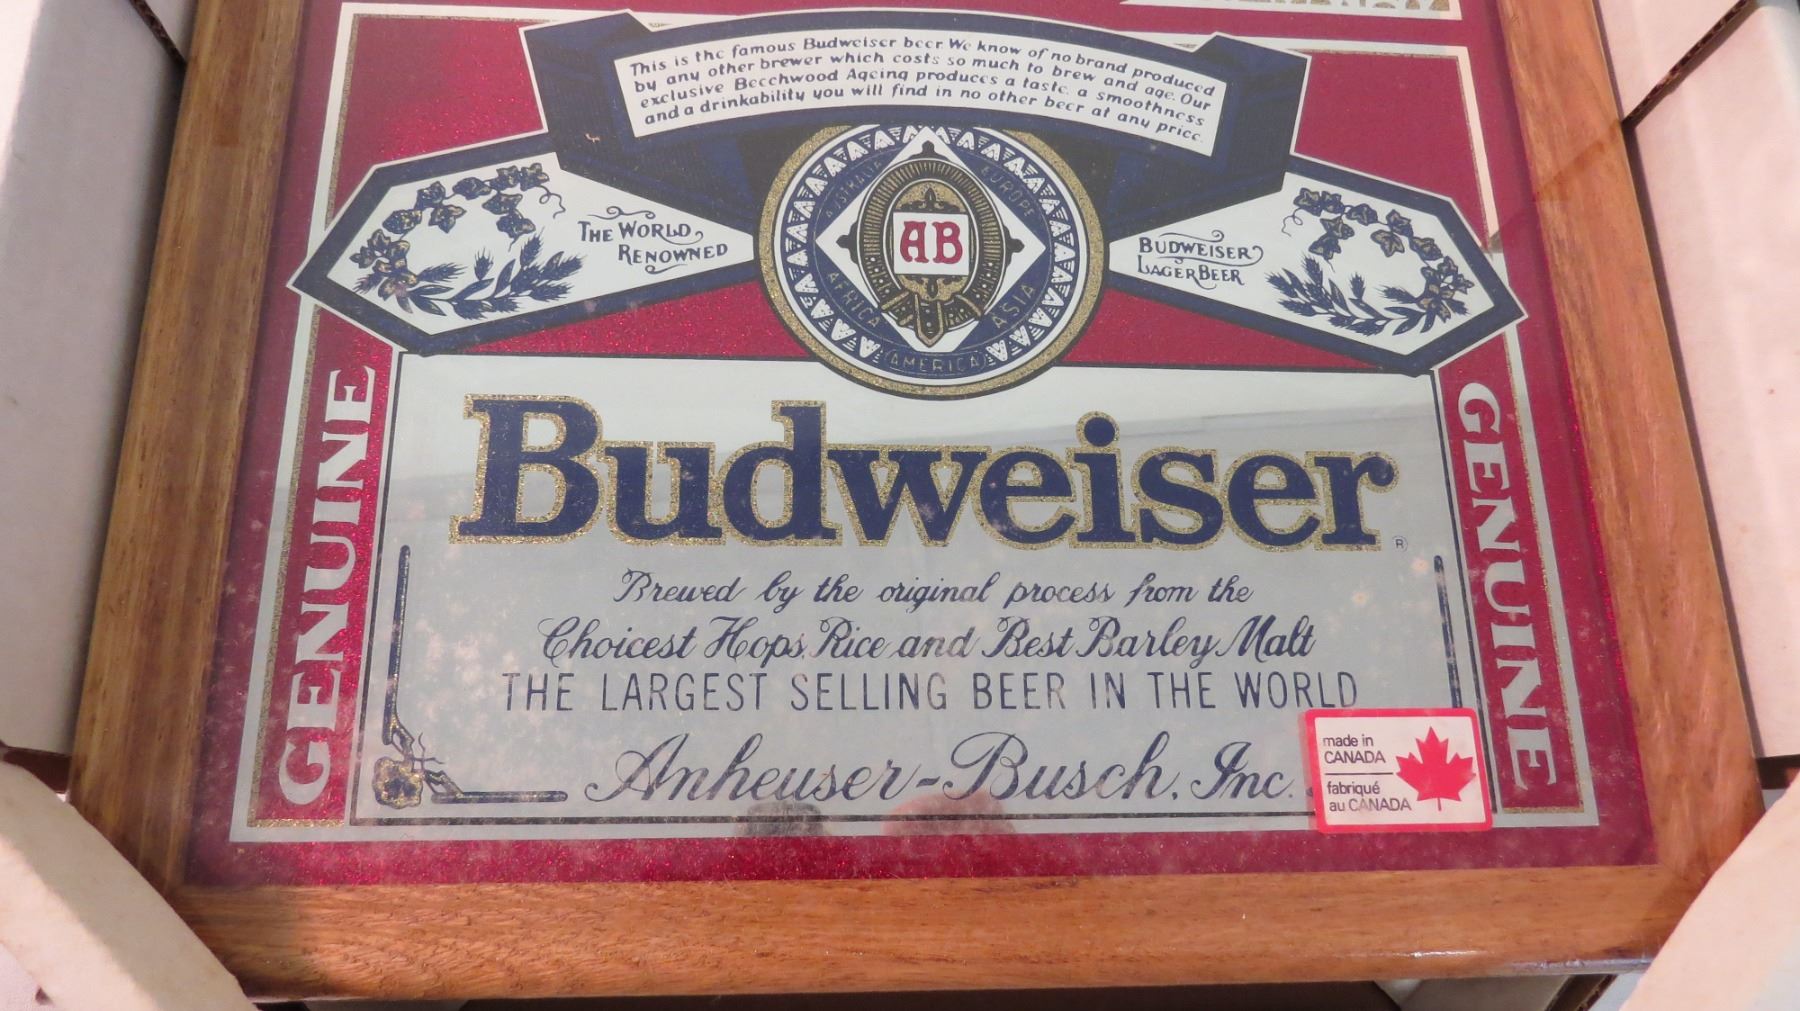 This is the famous Budweiser beer. We know of no brand produced
by any other brewer which costs so much to brew and age. Our
exclusive Beechwood Ageing produces a taste, a smoothness
and a drinkability you will find in no other beer at any price.
THE WORLD
RENOWNED
AUSTRALIA
EUROPE
AFRICA
ASIA
AMERICA
AB
BUDWEISER
LAGER BEER
GENUINE
Budweiser®
GENUINE
Brewed by the original process from the
Choicest Hops, Rice and Best Barley Malt
THE LARGEST SELLING BEER IN THE WORLD
Anheuser-Busch, Inc.
made in
CANADA
fabriqué
au CANADA